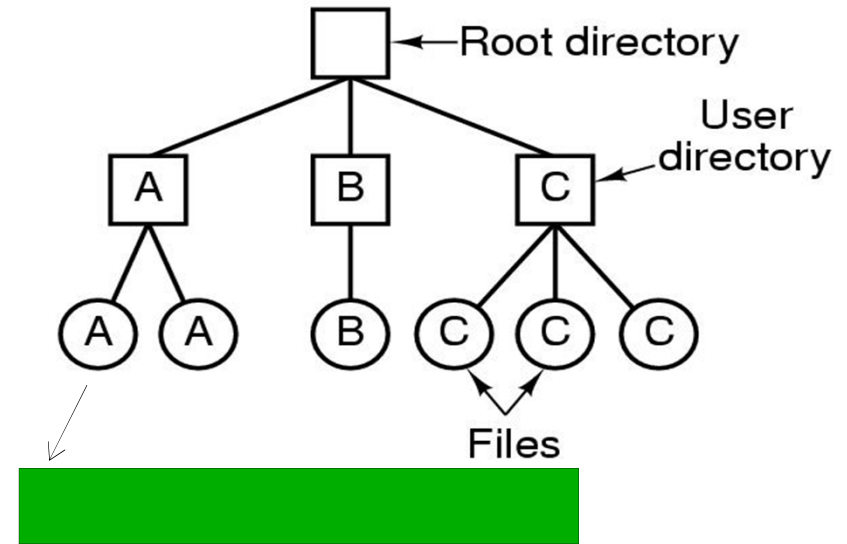 Root directory
User
directory
A B C
A A B C C C
Files